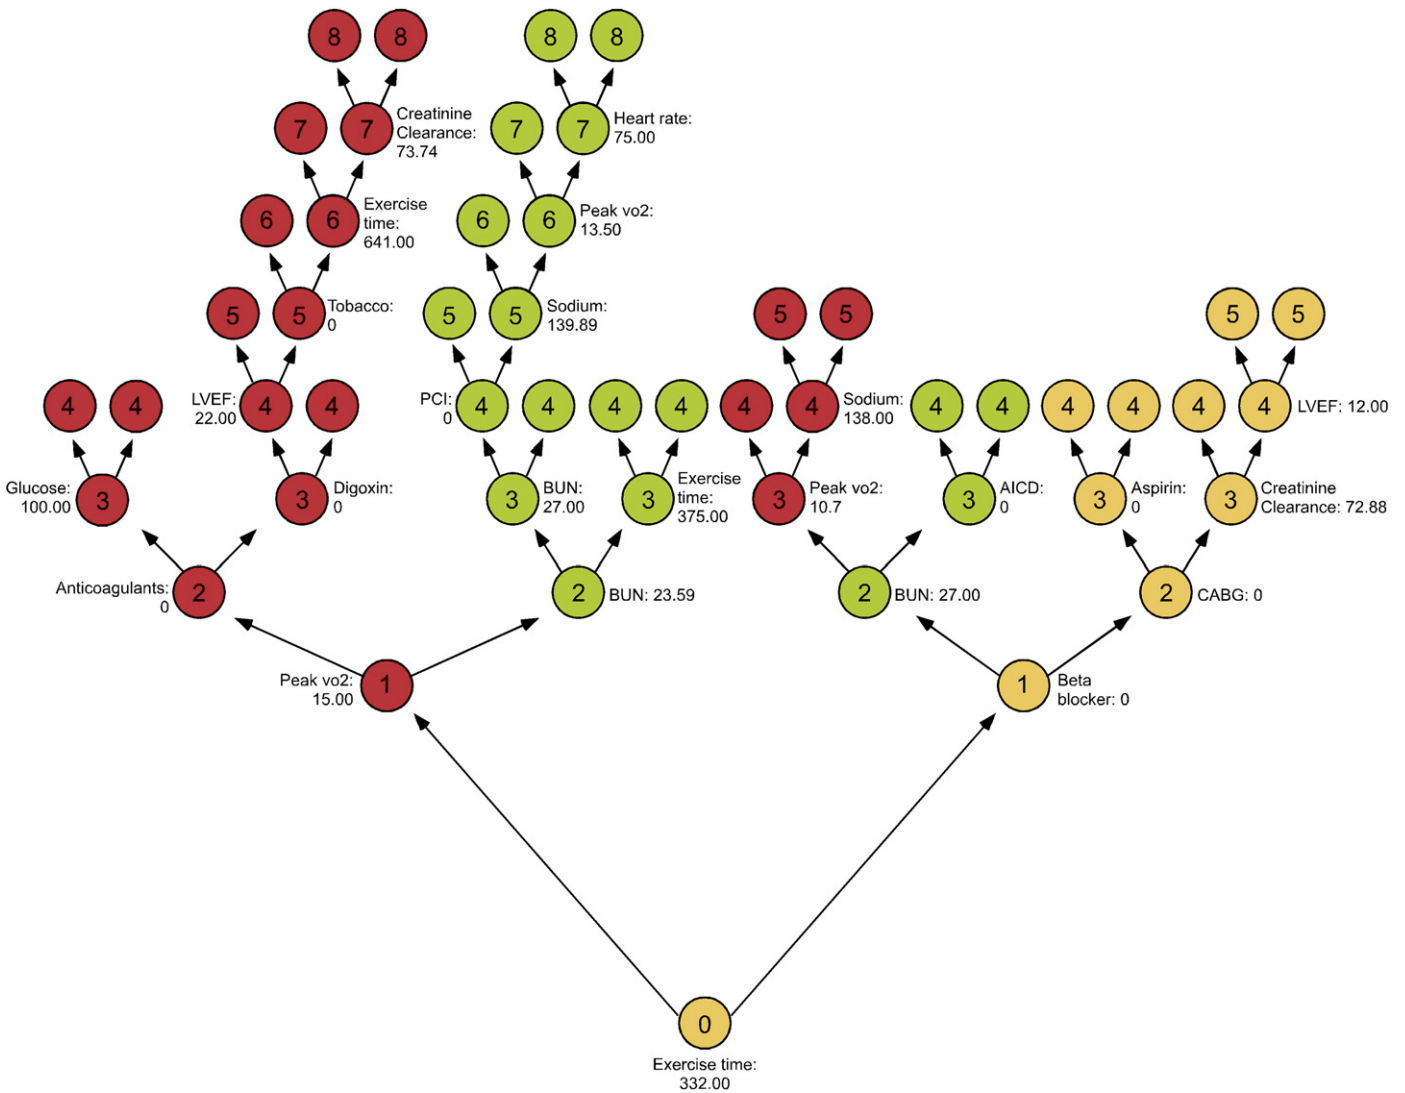 8 8 8 8
7 7 Creatinine
Clearance:
73.74
7 7 Heart rate:
75.00
6 6 Exercise
time:
641.00
6 6 Peak vo2:
13.50
5 5 Tobacco:
0
5 5 Sodium:
139.89
5 5
5 5
4 4
LVEF:
22.00
4 4
PCI:
0
4 4 4 4
4 4 Sodium:
138.00
4 4
4 4 4 4 LVEF: 12.00
Glucose:
100.00
3
3 Digoxin:
0
3 BUN:
27.00
3 Exercise
time:
375.00
3 Peak vo2:
10.7
3 AICD:
0
3 Aspirin:
0
3 Creatinine
Clearance: 72.88
Anticoagulants:
0
2
2 BUN: 23.59
2 BUN: 27.00
2 CABG: 0
Peak vo2:
15.00
1
1 Beta
blocker: 0
0
Exercise time:
332.00